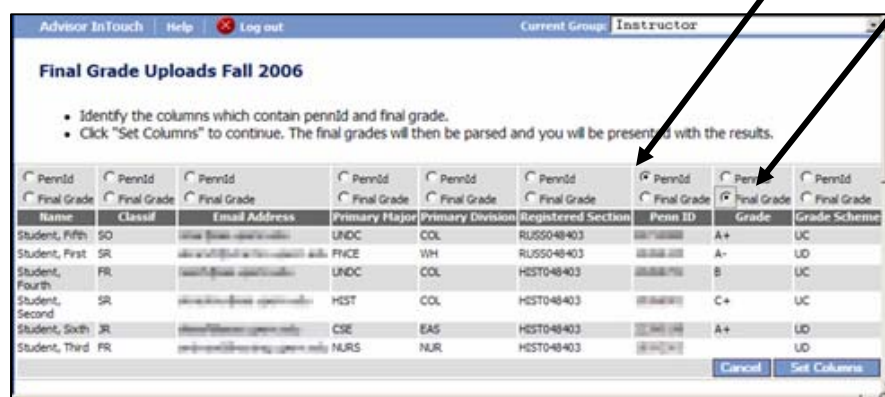 Advisor InTouch Help Log out Current Group: Instructor
Final Grade Uploads Fall 2006
• Identify the columns which contain pennId and final grade.
• Click "Set Columns" to continue. The final grades will then be parsed and you will be presented with the results.
PennId PennId PennId PennId PennId PennId PennId PennId PennId
Final Grade Final Grade Final Grade Final Grade Final Grade Final Grade Final Grade Final Grade Final Grade
Name Classif Email Address Primary Major Primary Division Registered Section Penn ID Grade Grade Scheme
Student, Fifth SO UNDC COL RUSS048403 A+ UC
Student, First SR FNCE WH RUSS048403 A- UD
Student, Fourth FR UNDC COL HIST048403 B UC
Student, Second SR HIST COL HIST048403 C+ UC
Student, Sixth JR CSE EAS HIST048403 A+ UD
Student, Third FR NURS NUR HIST048403 UD
Cancel Set Columns